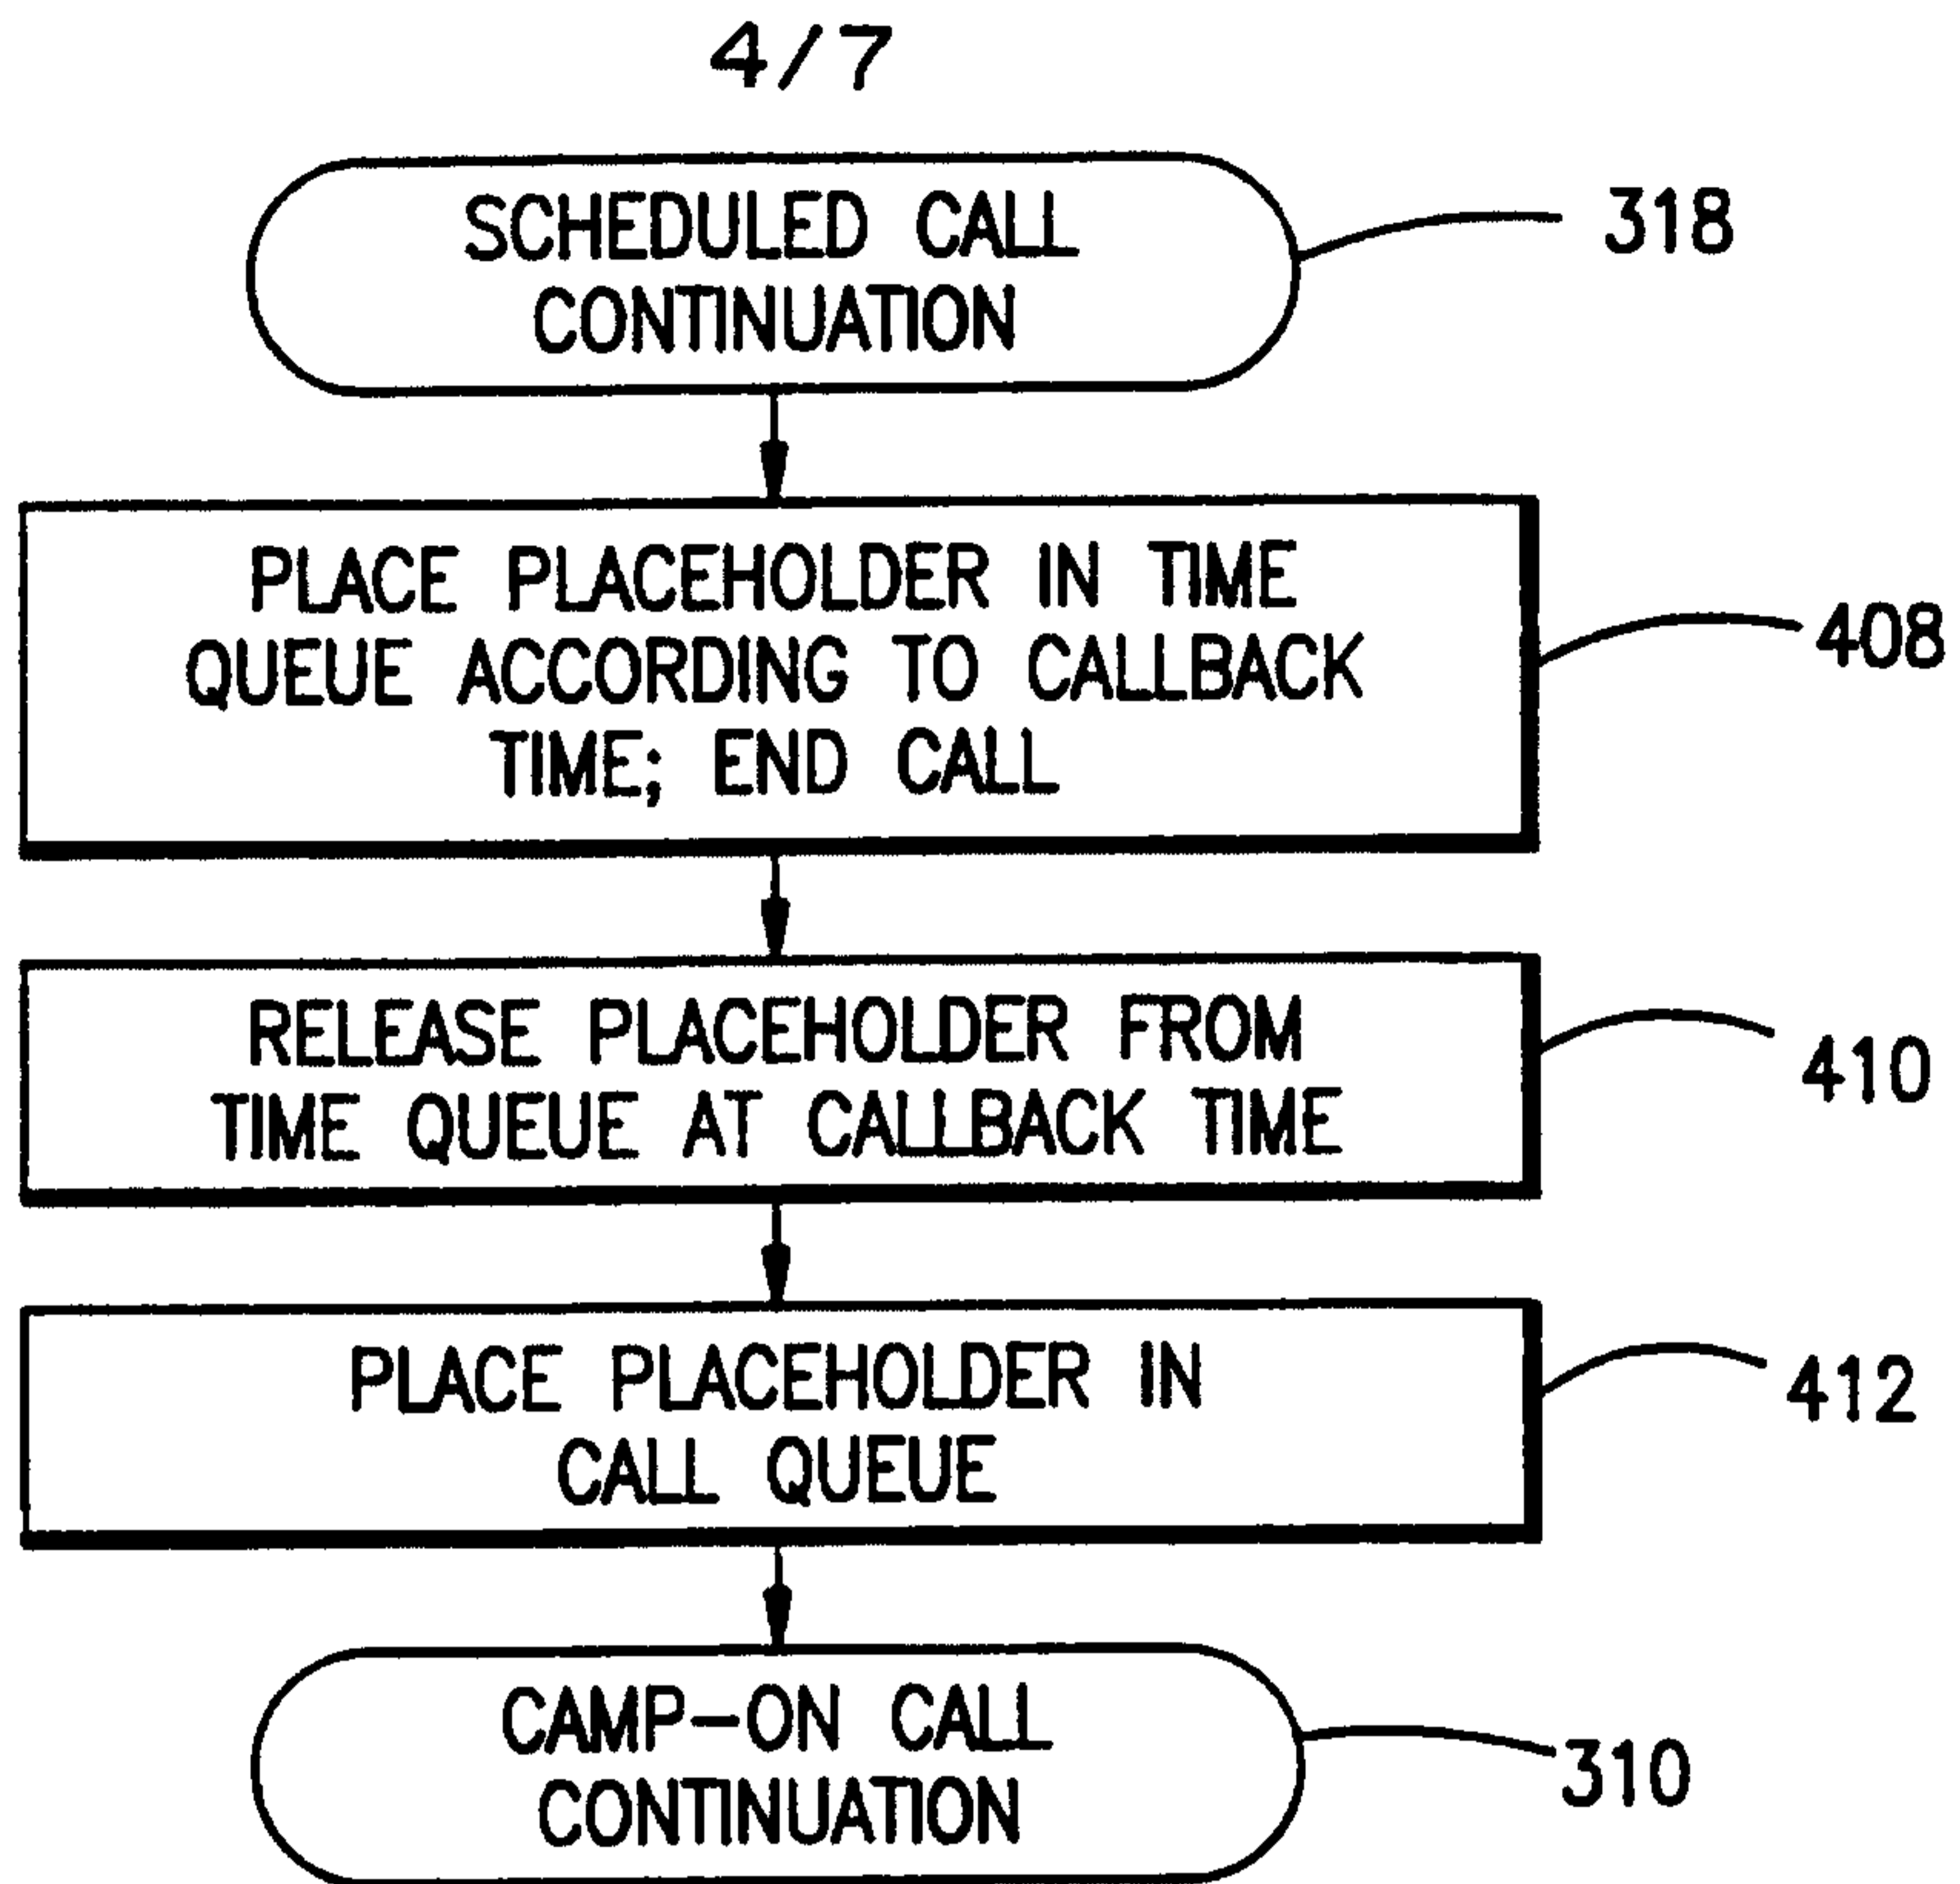 4/7
SCHEDULED CALL
CONTINUATION
318
PLACE PLACEHOLDER IN TIME
QUEUE ACCORDING TO CALLBACK
TIME; END CALL
408
RELEASE PLACEHOLDER FROM
TIME QUEUE AT CALLBACK TIME
410
PLACE PLACEHOLDER IN
CALL QUEUE
412
CAMP-ON CALL
CONTINUATION
310